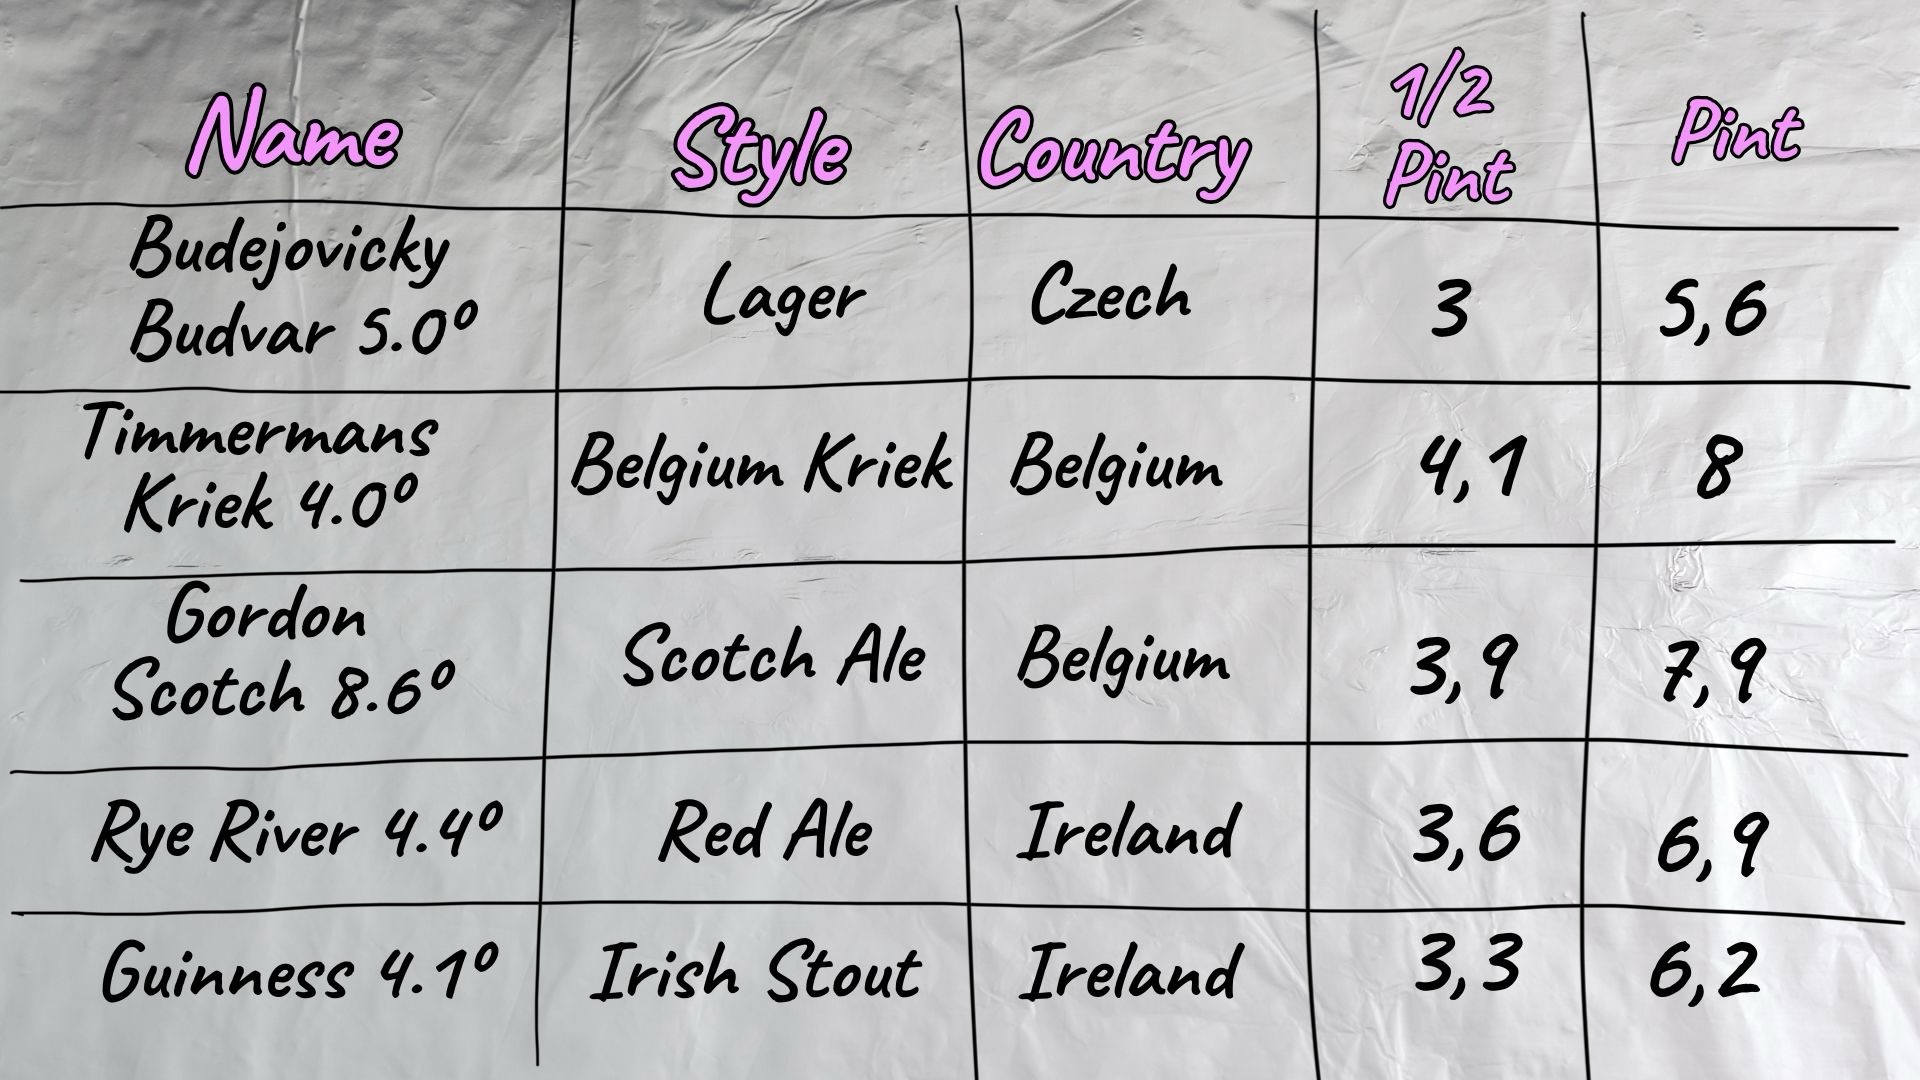 Name Style Country 1/2 Pint Pint
Budejovicky
Budvar 5.0º Lager Czech 3 5,6
Timmermans
Kriek 4.0º Belgium Kriek Belgium 4,1 8
Gordon
Scotch 8.6º Scotch Ale Belgium 3,9 7,9
Rye River 4.4º Red Ale Ireland 3,6 6,9
Guinness 4.1º Irish Stout Ireland 3,3 6,2